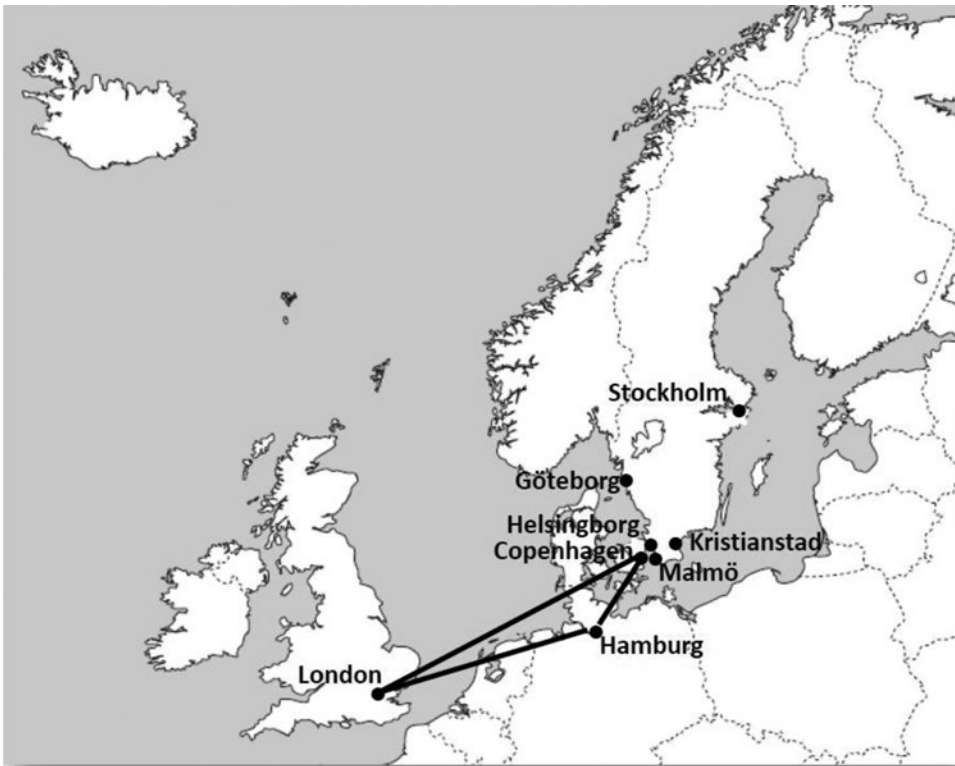 Stockholm
Göteborg
Helsingborg
Copenhagen
Kristianstad
Malmö
Hamburg
London